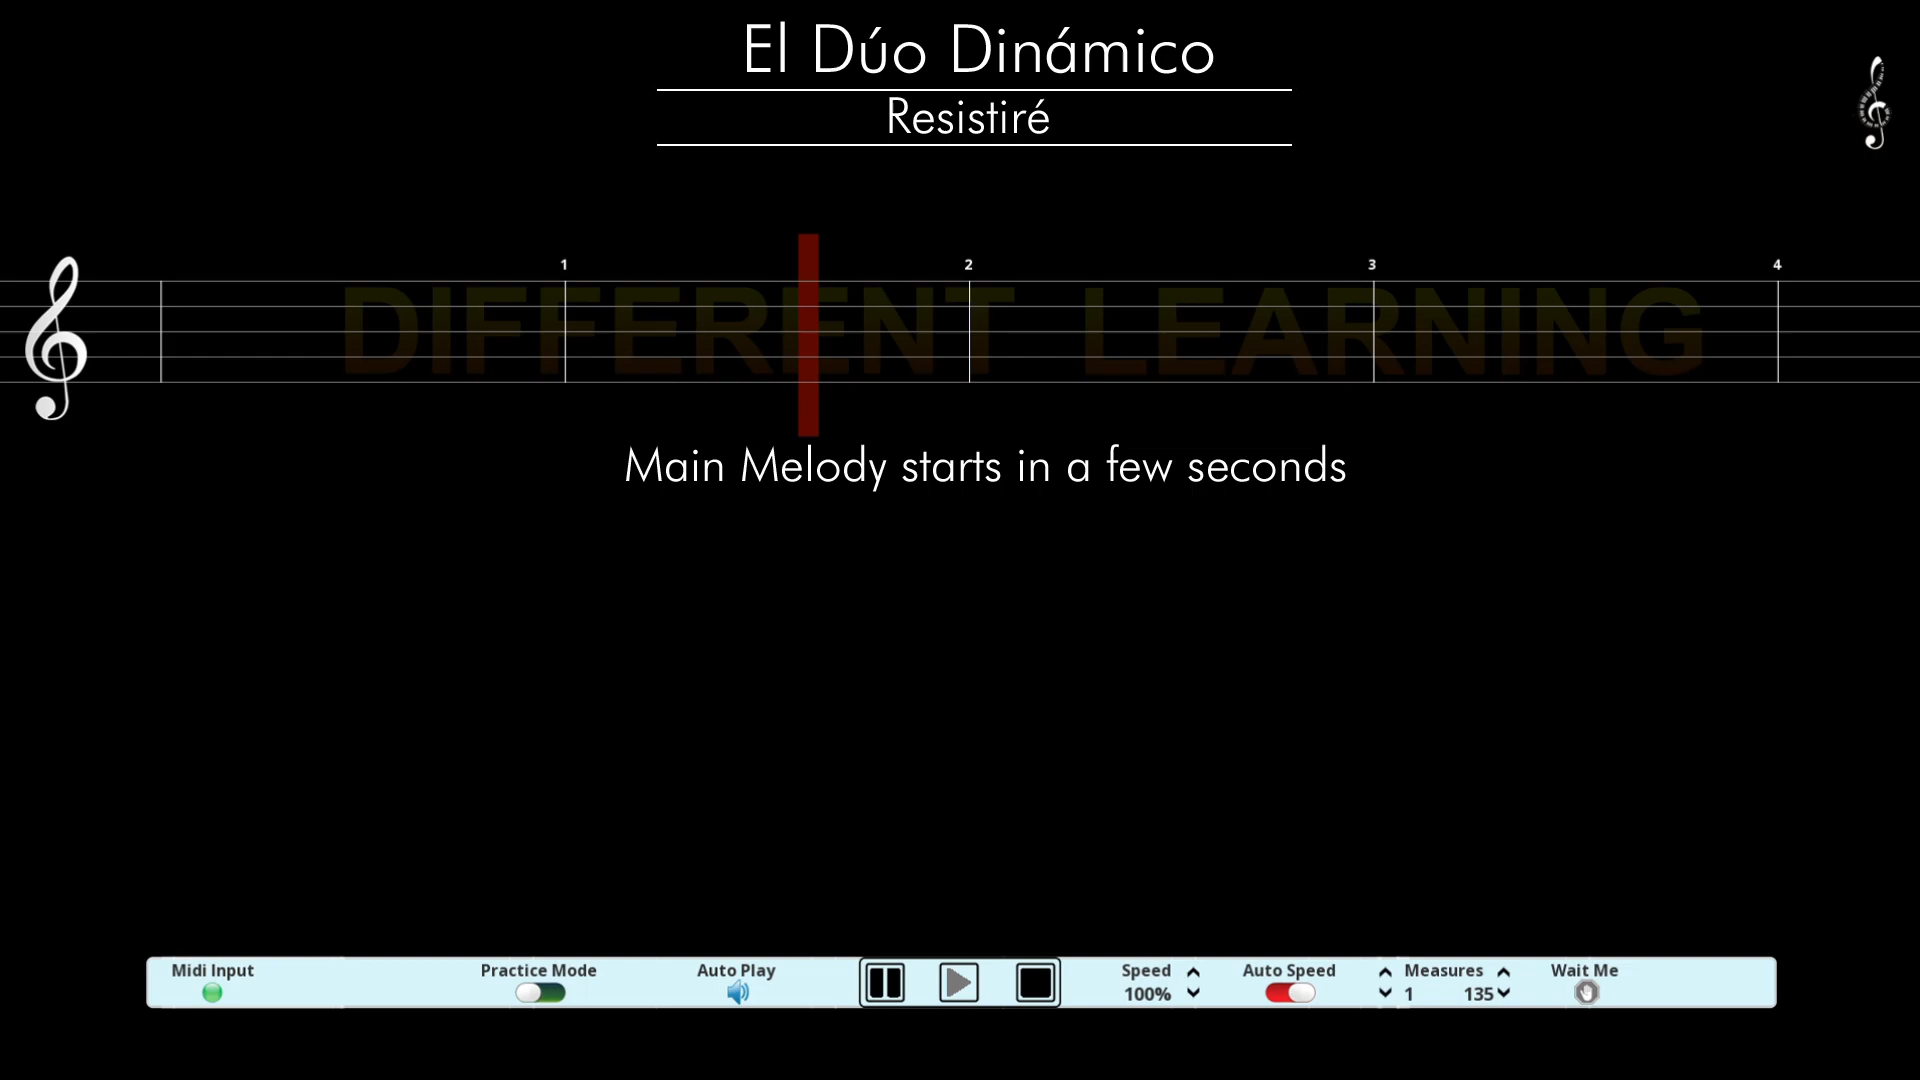 El Dúo Dinámico
Resistiré
1 2 3 4
DIFFERENT LEARNING
Main Melody starts in a few seconds
Midi Input Practice Mode Auto Play Speed Auto Speed Measures Wait Me
100% 1 135